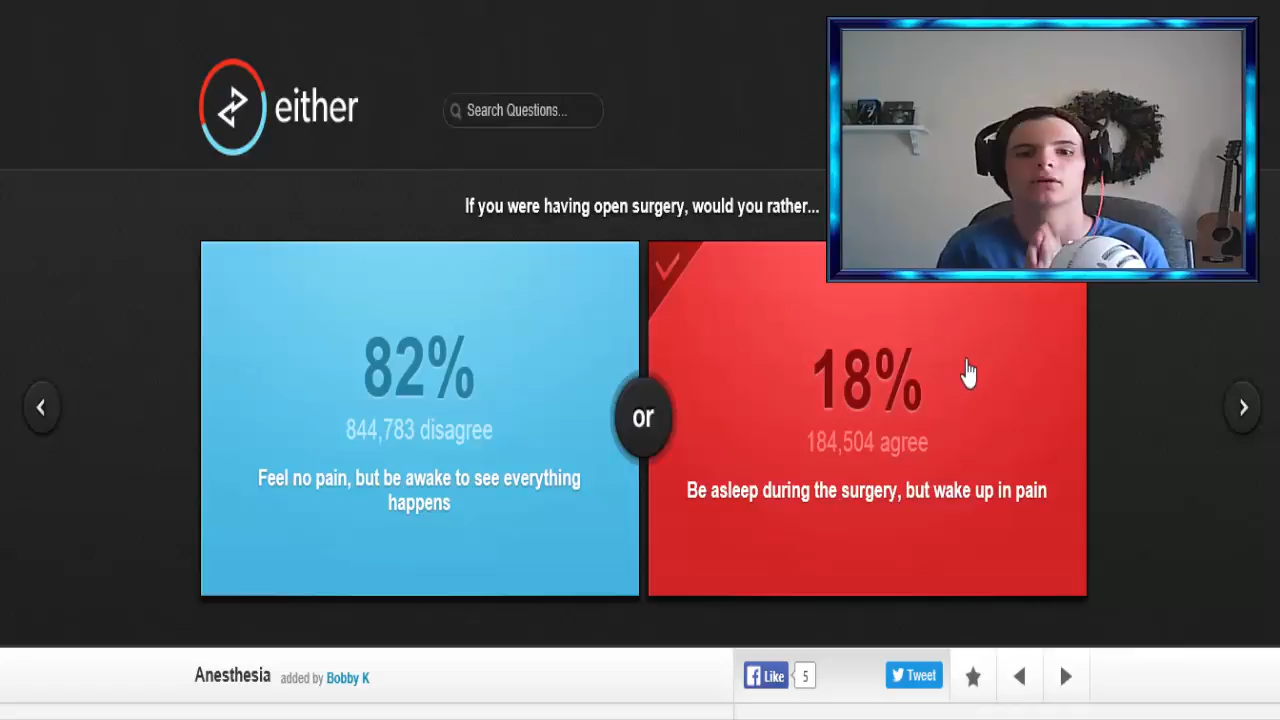 either
Search Questions...
If you were having open surgery, would you rather...
82%
844,783 disagree
Feel no pain, but be awake to see everything
happens
or
18%
184,504 agree
Be asleep during the surgery, but wake up in pain
Anesthesia added by Bobby K
Like 5
Tweet